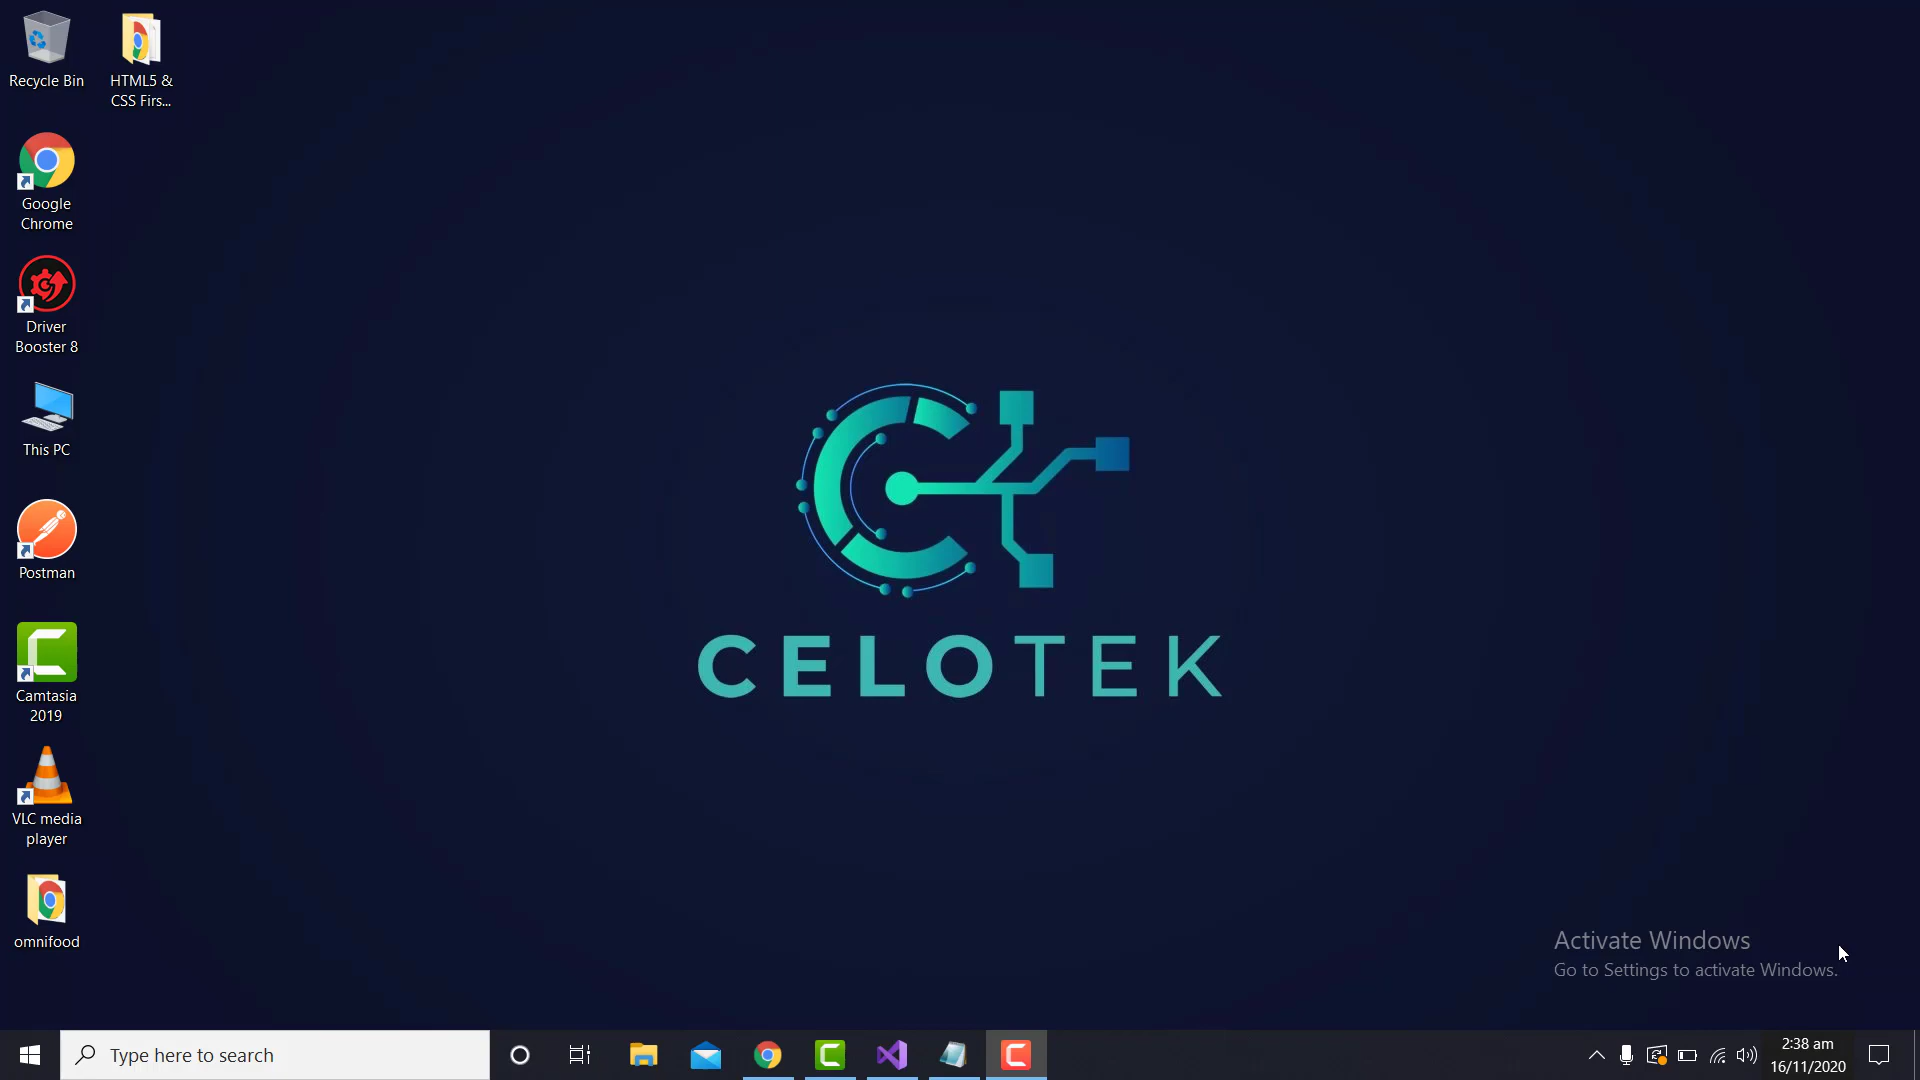 Recycle Bin
HTML5 &
CSS Firs...
Google
Chrome
Driver
Booster 8
This PC
Postman
Camtasia
2019
VLC media
player
omnifood
CELOTEK
Activate Windows
Go to Settings to activate Windows.
Type here to search
2:38 am
16/11/2020